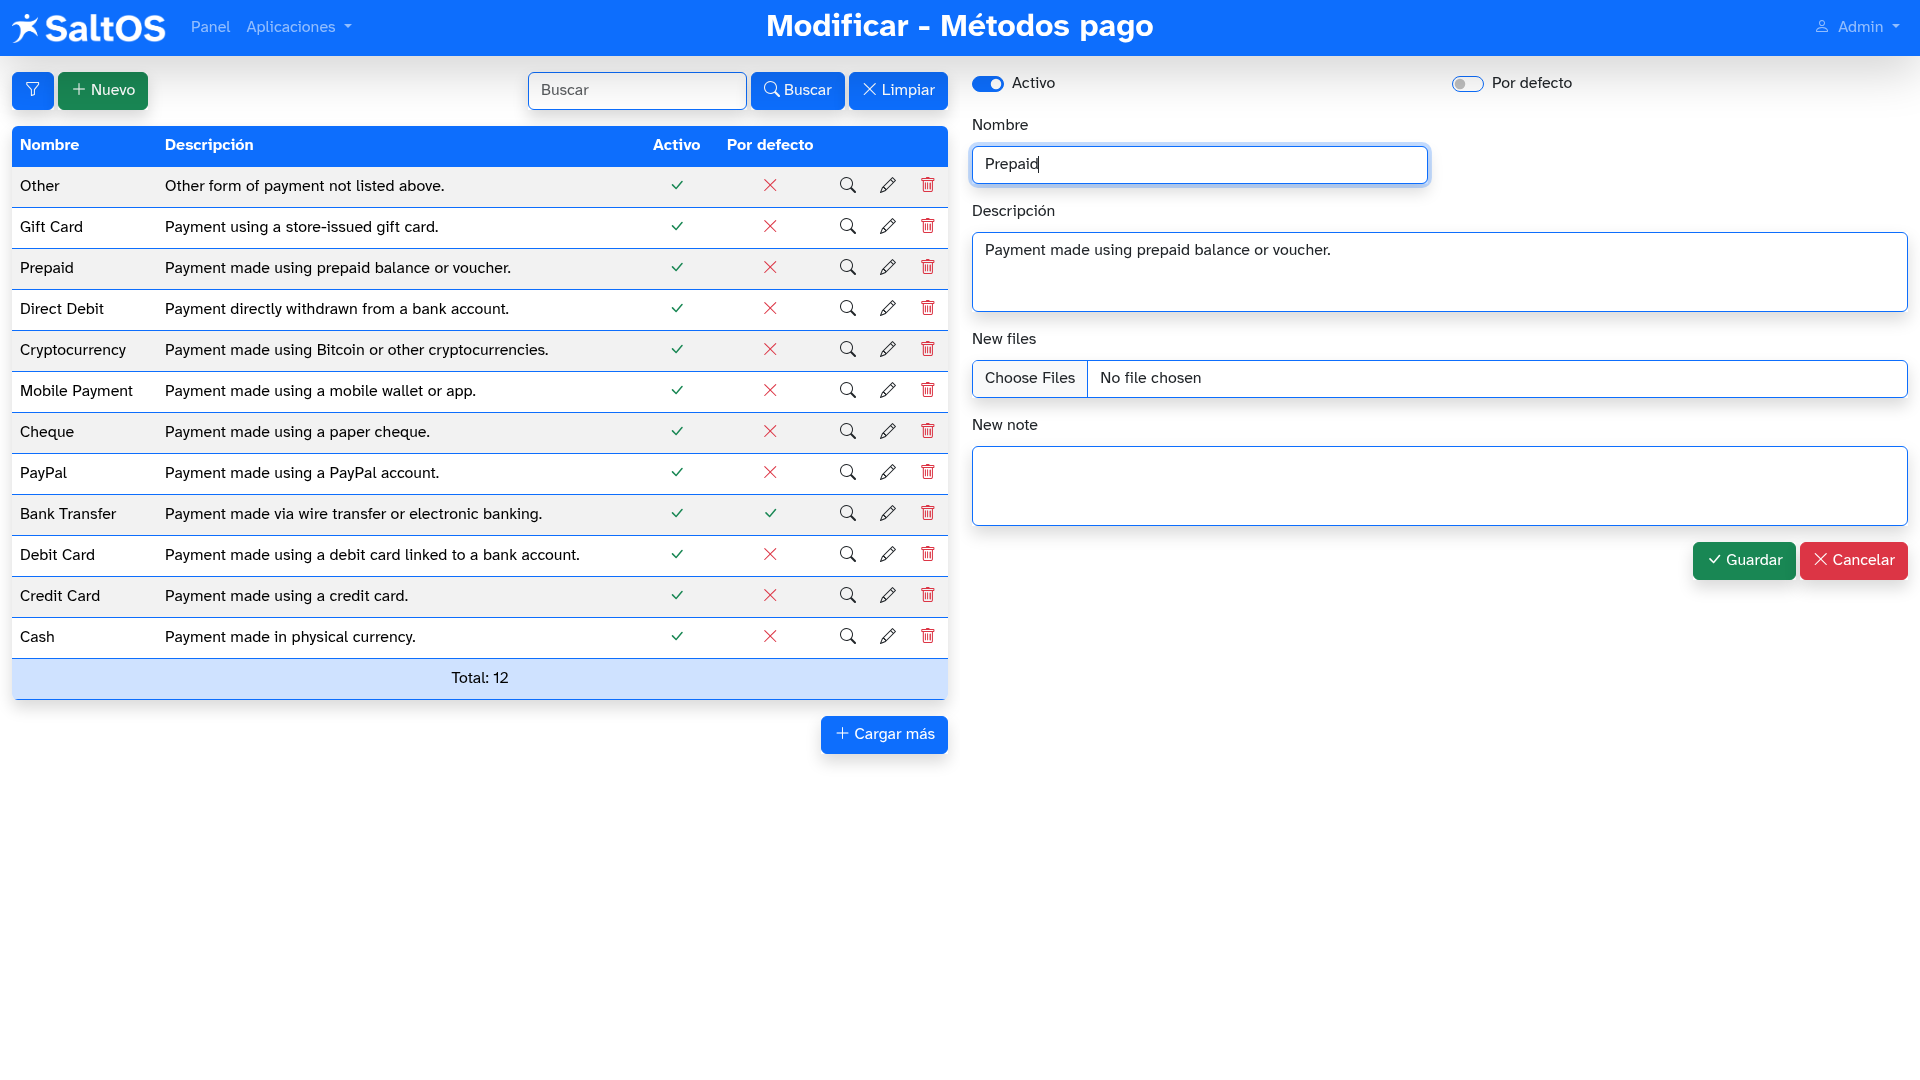 SaltOS Panel Aplicaciones Modificar - Métodos pago Admin
Nuevo Buscar Buscar Limpiar
Nombre Descripción Activo Por defecto
Other Other form of payment not listed above.
Gift Card Payment using a store-issued gift card.
Prepaid Payment made using prepaid balance or voucher.
Direct Debit Payment directly withdrawn from a bank account.
Cryptocurrency Payment made using Bitcoin or other cryptocurrencies.
Mobile Payment Payment made using a mobile wallet or app.
Cheque Payment made using a paper cheque.
PayPal Payment made using a PayPal account.
Bank Transfer Payment made via wire transfer or electronic banking.
Debit Card Payment made using a debit card linked to a bank account.
Credit Card Payment made using a credit card.
Cash Payment made in physical currency.
Total: 12
Cargar más
Activo Por defecto
Nombre
Prepaid
Descripción
Payment made using prepaid balance or voucher.
New files
Choose Files No file chosen
New note
Guardar Cancelar